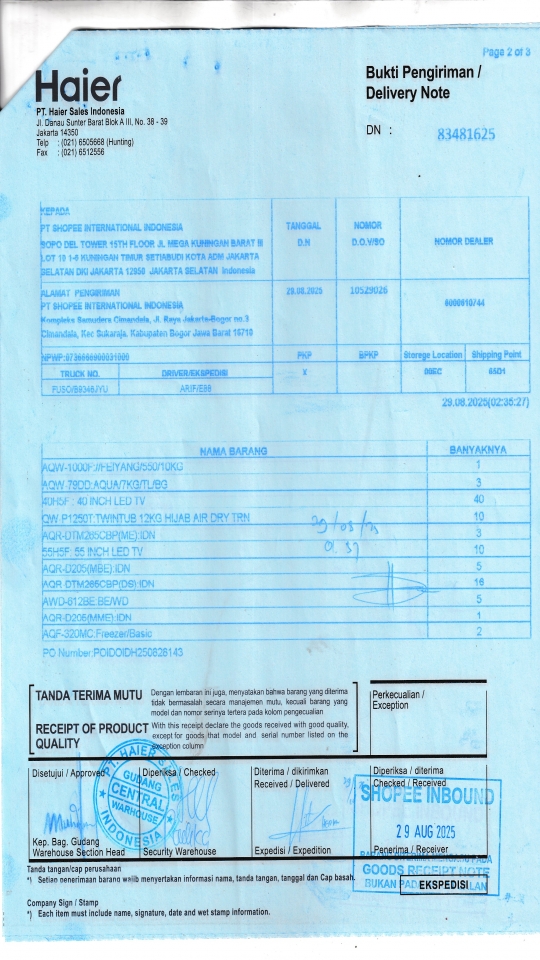 Page 2 of 3
Haier
PT. Haier Sales Indonesia
Jl. Danau Sunter Barat Blok A III, No. 38 - 39
Jakarta 14350
Telp : (021) 6505668 (Hunting)
Fax : (021) 6512556
Bukti Pengiriman /
Delivery Note
DN : 83481625
KEPADA
PT SHOPEE INTERNATIONAL INDONESIA
SOPO DEL TOWER 15TH FLOOR JL MEGA KUNINGAN BARAT III
LOT 10 1-6 KUNINGAN TIMUR SETIABUDI KOTA ADM JAKARTA
SELATAN DKI JAKARTA 12950 JAKARTA SELATAN Indonesia
TANGGAL
D.N
NOMOR
D.O.Y/SO
NOMOR DEALER
ALAMAT PENGIRIMAN
PT SHOPEE INTERNATIONAL INDONESIA
Kompleks Samudera Cimandala, Jl. Raya Jakarta-Bogor no.3
Cimandala, Kec Sukaraja, Kabupaten Bogor Jawa Barat 16710
29.08.2025
10529026
8000010744
NPWP:0736668900031000
PKP
BPKP
Storege Location
Shipping Point
TRUCK NO.
DRIVER/EKSPEDISI
X
00EC
65D1
ARIF/ESB
29.08.2025(02:35:27)
NAMA BARANG BANYAKNYA
AQW-1000F://FEIYANG/550/10KG 1
AQW-79DD:AQUA/7KG/TL/BG 3
40H5F : 40 INCH LED TV 40
QW-P1250T:TWINTUB 12KG HIJAB AIR DRY TRN 10
AQR-DTM265CBP(ME):IDN 3
55H5F: 55 INCH LED TV 10
AQR-D205(MBE):IDN 5
AQR-DTM265CBP(DS):IDN 16
AWD-612BE:BE/WD 5
AQR-D205(MME):IDN 1
AQF-320MC:Freezer/Basic 2
PO Number:POIDOIDH250826143
TANDA TERIMA MUTU
Dengan lembaran ini juga, menyatakan bahwa barang yang diterima
tidak bermasalah secara manajemen mutu, kecuali barang yang
model dan nomor serinya tertera pada kolom pengecualian
RECEIPT OF PRODUCT
QUALITY
With this receipt declare the goods received with good quality,
except for goods that model and serial number listed on the
exception column
Perkecualian /
Exception
Disetujui / Approved
Diperiksa / Checked
Diterima / dikirimkan
Received / Delivered
Diperiksa / diterima
Checked / Received
PT. HAIER SALES
GUDANG
CENTRAL
WARHOUSE
INDONESIA
SHOPEE INBOUND
29 AUG 2025
GOODS RECEIPT NOTE
Kep. Bag. Gudang
Warehouse Section Head
Security Warehouse
Expedisi / Expedition
Penerima / Receiver
EKSPEDISI
Tanda tangan/cap perusahaan
*) Setiap penerimaan barang wajib menyertakan informasi nama, tanda tangan, tanggal dan Cap basah.
Company Sign / Stamp
*) Each item must include name, signature, date and wet stamp information.